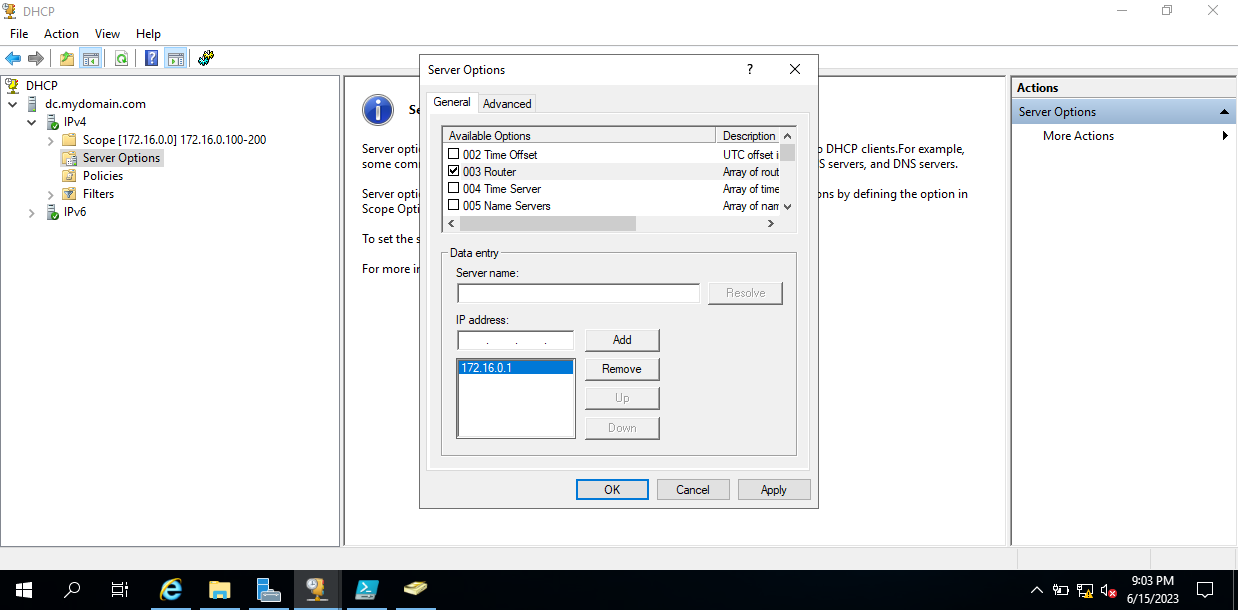 DHCP
File Action View Help
DHCP
dc.mydomain.com
IPv4
Scope [172.16.0.0] 172.16.0.100-200
Server Options
Policies
Filters
IPv6
Server opti
some com
Server opti
Scope Opti
To set the s
For more in
o DHCP clients.For example,
S servers, and DNS servers.
ons by defining the option in
Server Options
?
General
Advanced
Available Options Description
002 Time Offset UTC offset i
003 Router Array of rout
004 Time Server Array of time
005 Name Servers Array of nam
Data entry
Server name:
Resolve
IP address:
. . .
Add
172.16.0.1
Remove
Up
Down
OK
Cancel
Apply
Actions
Server Options
More Actions
9:03 PM
6/15/2023